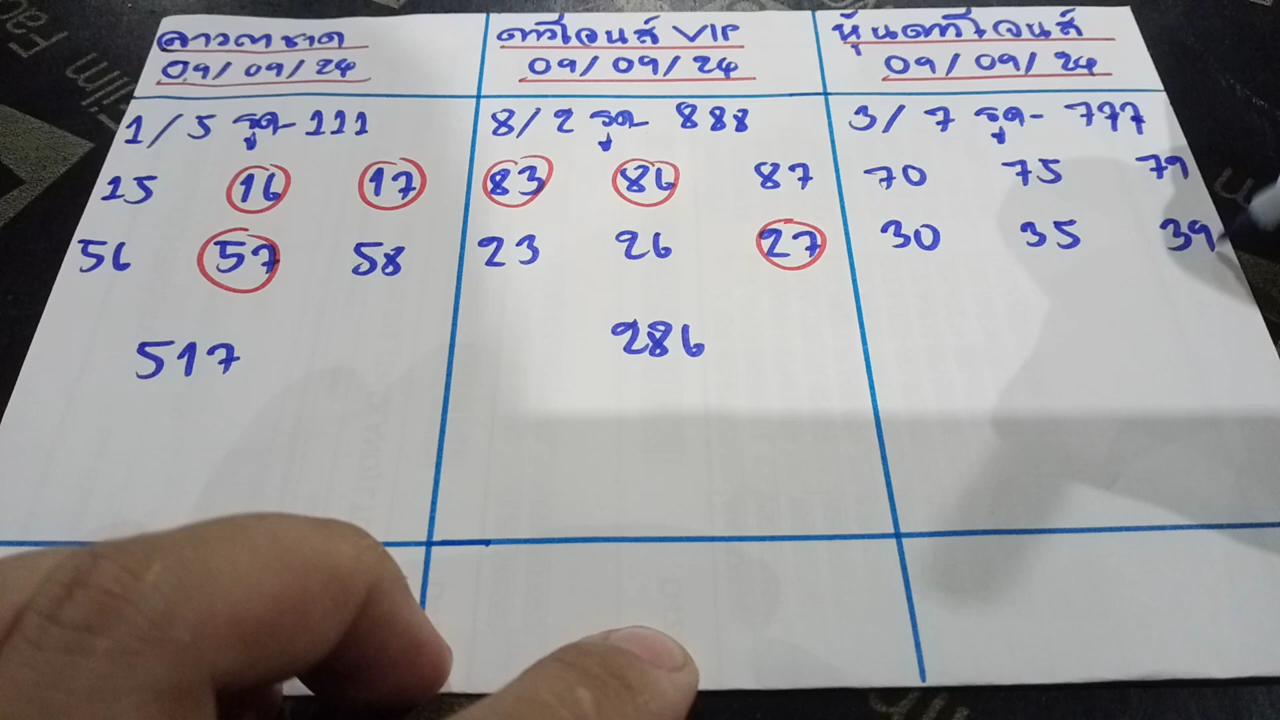 ลาวกาชาด
09/09/24
1/5 รูด 111
15 16 17
56 57 58
517
ดาวโจนส์ VIP
09/09/24
8/2 รูด 888
83 86 87
23 26 27
286
หุ้นดาวโจนส์
09/09/24
3/7 รูด- 777
70 75 79
30 35 39